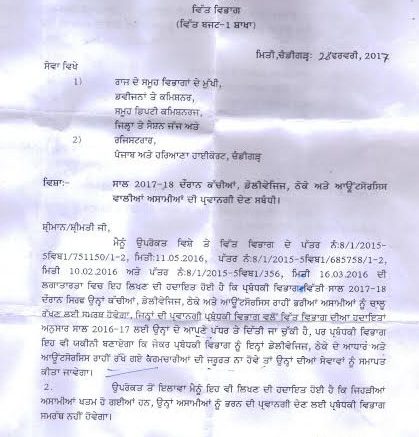 ਵਿੱਤ ਵਿਭਾਗ
(ਵਿੱਤ ਬਜਟ-1 ਸ਼ਾਖਾ)
ਮਿਤੀ,ਚੰਡੀਗੜ੍ਹ: 28ਫਰਵਰੀ, 2017
ਸੇਵਾ ਵਿਖੇ
1) ਰਾਜ ਦੇ ਸਮੂਹ ਵਿਭਾਗਾਂ ਦੇ ਮੁੱਖੀ,
ਡਵੀਜਨਾਂ ਤੇ ਕਮਿਸ਼ਨਰ,
ਸਮੂਹ ਡਿਪਟੀ ਕਮਿਸ਼ਨਰਜ਼,
ਜਿਲ੍ਹਾ ਤੇ ਸੈਸ਼ਨ ਜੱਜ ਅਤੇ
2) ਰਜਿਸਟਰਾਰ,
ਪੰਜਾਬ ਅਤੇ ਹਰਿਆਣਾ ਹਾਈਕੋਰਟ, ਚੰਡੀਗੜ੍ਹ
ਵਿਸ਼ਾ:- ਸਾਲ 2017-18 ਦੌਰਾਨ ਕੱਚੀਆਂ, ਡੇਲੀਵੇਜਿਜ਼, ਠੇਕੇ ਅਤੇ ਆਊਟਸੋਰਸਿਸ
ਵਾਲੀਆਂ ਅਸਾਮੀਆਂ ਦੀ ਪ੍ਰਵਾਨਗੀ ਦੇਣ ਸਬੰਧੀ।
ਸ਼੍ਰੀਮਾਨ/ਸ਼੍ਰੀਮਤੀ ਜੀ,
ਮੈਨੂੰ ਉਪਰੋਕਤ ਵਿਸ਼ੇ ਤੇ ਵਿੱਤ ਵਿਭਾਗ ਦੇ ਪੱਤਰ ਨੰ:8/1/2015-
5ਵਿਬ1/751150/1-2, ਮਿਤੀ:11.05.2016, ਪੱਤਰ ਨੰ:8/1/2015-5ਵਿਬ1/685758/1-2,
ਮਿਤੀ 10.02.2016 ਅਤੇ ਪੱਤਰ ਨੰ:8/1/2015-5ਵਿਬ1/356, ਮਿਤੀ 16.03.2016 ਦੀ
ਲਗਾਤਾਰਤਾ ਵਿਚ ਇਹ ਲਿਖਣ ਦੀ ਹਦਾਇਤ ਹੋਈ ਹੈ ਕਿ ਪ੍ਰਬੰਧਕੀ ਵਿਭਾਗ ਵਿੱਤੀ ਸਾਲ 2017-18
ਦੌਰਾਨ ਸਿਰਫ ਉਨ੍ਹਾਂ ਕੱਚੀਆਂ, ਡੇਲੀਵੇਜਿਜ਼, ਠੇਕੇ ਅਤੇ ਆਊਟਸੋਰਸਿਸ ਰਾਹੀਂ ਭਰੀਆਂ ਅਸਾਮੀਆਂ ਨੂੰ ਚਾਲੂ
ਰੱਖਣ ਲਈ ਸਮਰਥ ਹੋਵੇਗਾ, ਜਿਨ੍ਹਾਂ ਦੀ ਪ੍ਰਵਾਨਗੀ ਪ੍ਰਬੰਧਕੀ ਵਿਭਾਗ ਵਲੋਂ ਵਿੱਤ ਵਿਭਾਗ ਦੀਆਂ ਹਦਾਇਤਾਂ
ਅਨੁਸਾਰ ਸਾਲ 2016-17 ਲਈ ਉਨ੍ਹਾਂ ਦੇ ਆਪਣੇ ਪੱਧਰ ਤੇ ਦਿੱਤੀ ਜਾ ਚੁੱਕੀ ਹੈ, ਪਰ ਪ੍ਰਬੰਧਕੀ ਵਿਭਾਗ
ਇਹ ਵੀ ਯਕੀਨੀ ਬਣਾਏਗਾ ਕਿ ਜੇਕਰ ਪ੍ਰਬੰਧਕੀ ਵਿਭਾਗ ਨੂੰ ਇਨ੍ਹਾਂ ਡੇਲੀਵੇਜਿਜ਼, ਠੇਕੇ ਦੇ ਆਧਾਰ ਅਤੇ
ਆਊਟਸੋਰਸਿਸ ਰਾਹੀਂ ਰੱਖੇ ਗਏ ਕਰਮਚਾਰੀਆਂ ਦੀ ਜਰੂਰਤ ਨਾ ਹੋਵੇ ਤਾਂ ਉਨ੍ਹਾਂ ਦੀਆਂ ਸੇਵਾਵਾਂ ਨੂੰ ਸਮਾਪਤ
ਕੀਤਾ ਜਾਵੇਗਾ।
2. ਉਪਰੋਕਤ ਤੋਂ ਇਲਾਵਾ ਮੈਨੂੰ ਇਹ ਵੀ ਲਿਖਣ ਦੀ ਹਦਾਇਤ ਹੋਈ ਹੈ ਕਿ ਜਿਹੜੀਆਂ
ਅਸਾਮੀਆਂ ਖਤਮ ਹੋ ਗਈਆਂ ਹਨ, ਉਨ੍ਹਾਂ ਅਸਾਮੀਆਂ ਨੂੰ ਭਰਨ ਦੀ ਪ੍ਰਵਾਨਗੀ ਦੇਣ ਲਈ ਪ੍ਰਬੰਧਕੀ ਵਿਭਾਗ
ਸਮਰੱਥ ਨਹੀਂ ਹੋਵੇਗਾ।